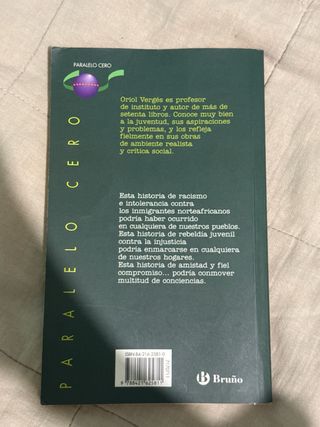 PARALELO CERO
Oriol Vergés es profesor
de instituto y autor de más de
setenta libros. Conoce muy bien
a la juventud, sus aspiraciones
y problemas, y los refleja
fielmente en sus obras
de ambiente realista
y crítica social.
Esta historia de racismo
e intolerancia contra
los inmigrantes norteafricanos
podría haber ocurrido
en cualquiera de nuestros pueblos.
Esta historia de rebeldía juvenil
contra la injusticia
podría enmarcarse en cualquiera
de nuestros hogares.
Esta historia de amistad y fiel
compromiso... podría conmover
multitud de conciencias.
PARALELO CERO
Bruño